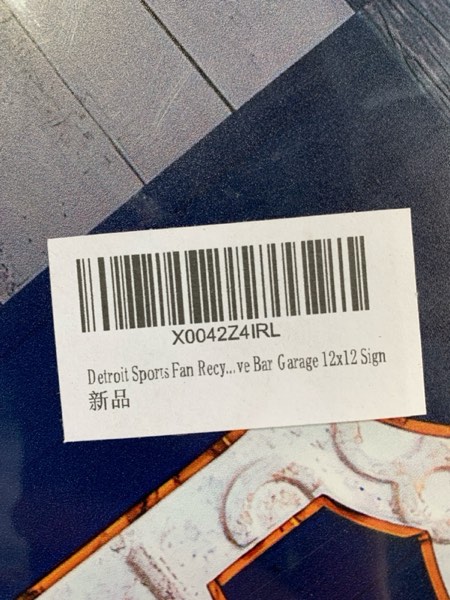 X0042Z4IRL
Detroit Sports Fan Recy...ve Bar Garage 12x12 Sign
新品